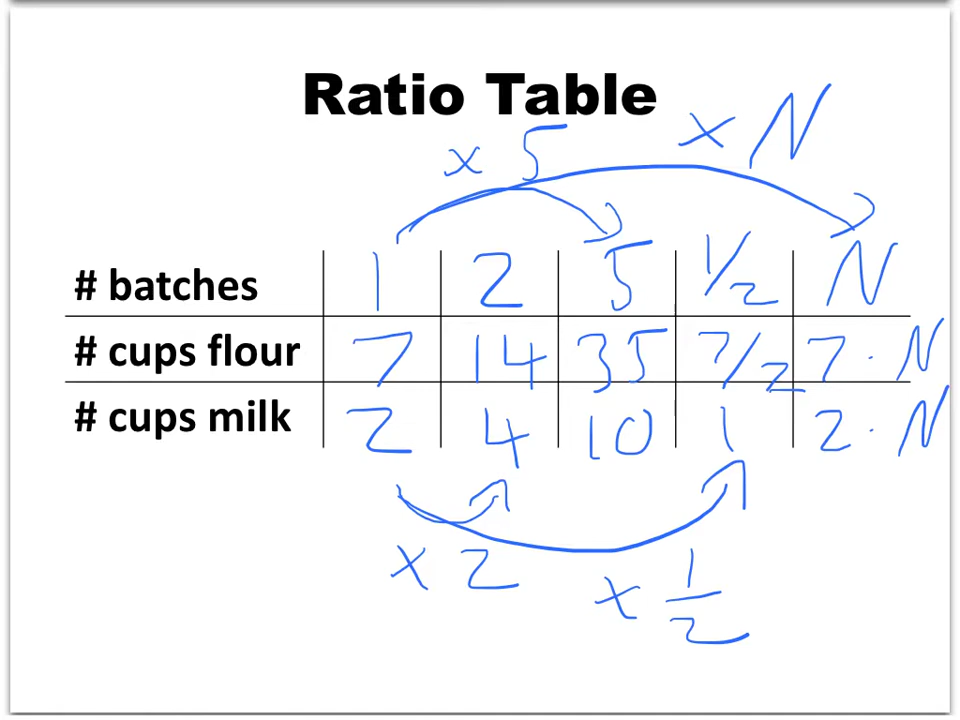 Ratio Table
x 5 x N
# batches 1 2 5 1/2 N
# cups flour 7 14 35 7/2 7 · N
# cups milk 2 4 10 1 2 · N
x 2 x 1/2